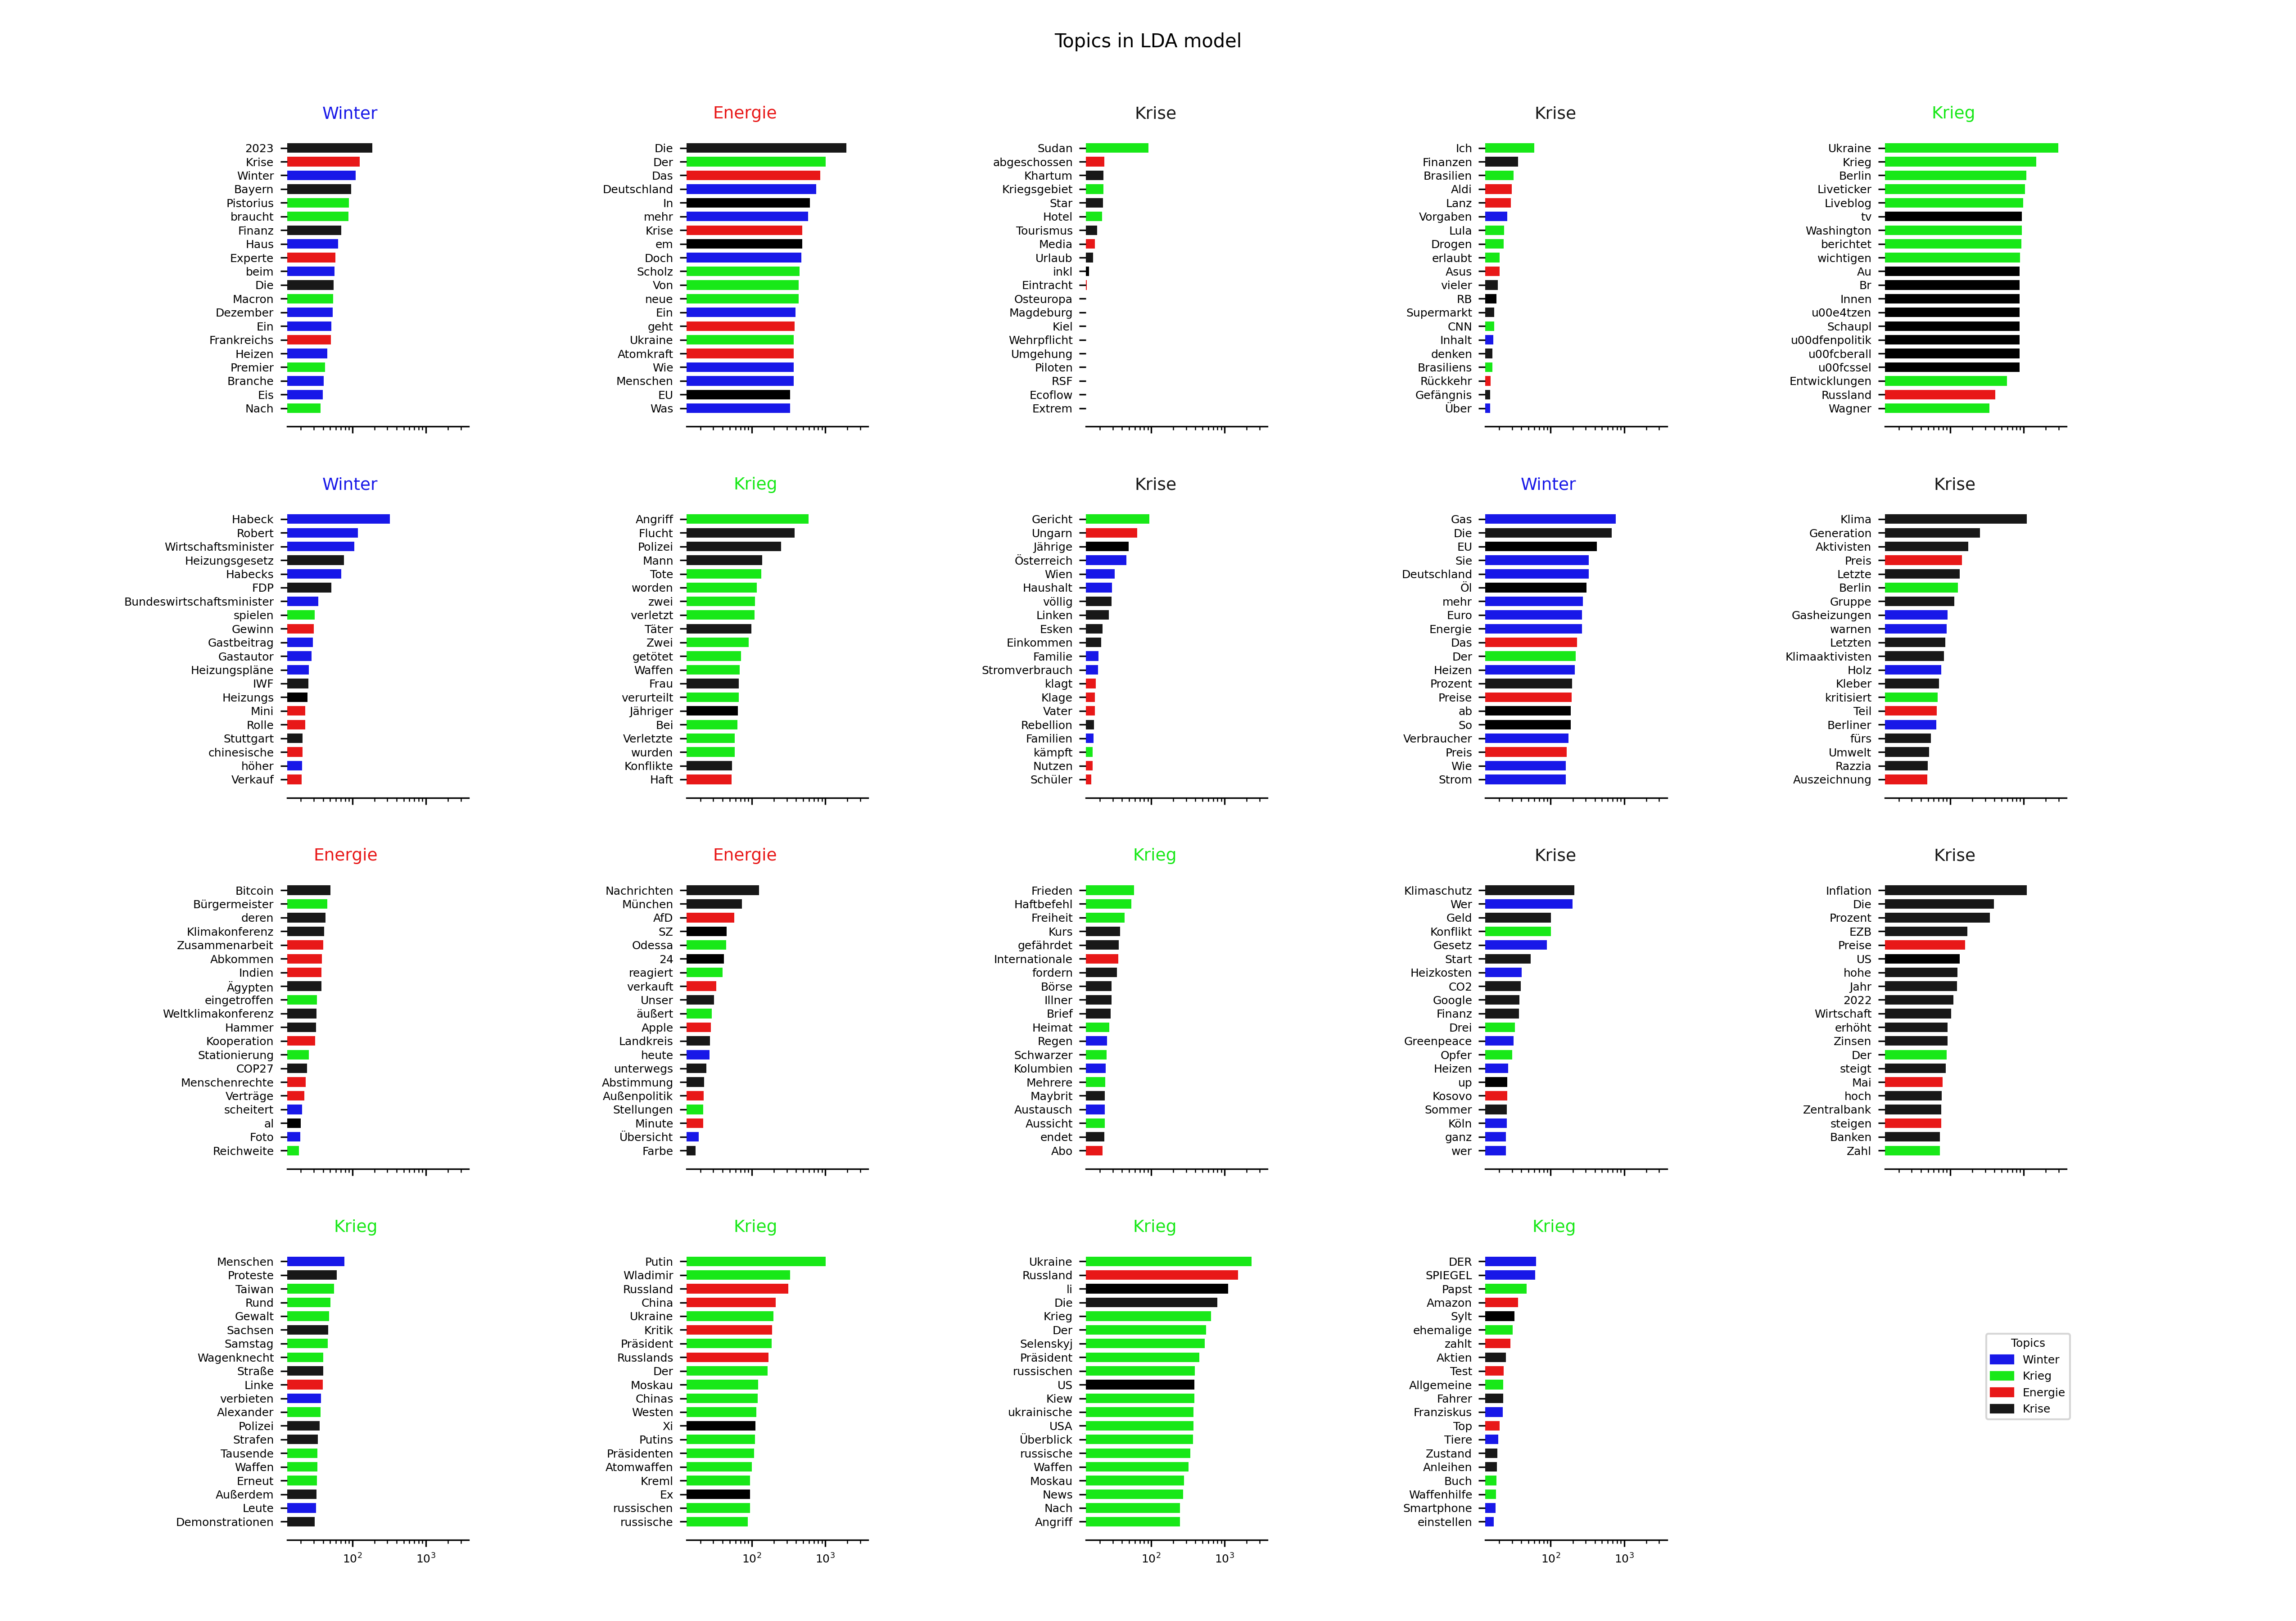 Topics in LDA model
Winter
2023
Krise
Winter
Bayern
Pistorius
braucht
Finanz
Haus
Experte
beim
Die
Macron
Dezember
Ein
Frankreichs
Heizen
Premier
Branche
Eis
Nach
Energie
Die
Der
Das
Deutschland
In
mehr
Krise
em
Doch
Scholz
Von
neue
Ein
geht
Ukraine
Atomkraft
Wie
Menschen
EU
Was
Krise
Sudan
abgeschossen
Khartum
Kriegsgebiet
Star
Hotel
Tourismus
Media
Urlaub
inkl
Eintracht
Osteuropa
Magdeburg
Kiel
Wehrpflicht
Umgehung
Piloten
RSF
Ecoflow
Extrem
Krise
Ich
Finanzen
Brasilien
Aldi
Lanz
Vorgaben
Lula
Drogen
erlaubt
Asus
vieler
RB
Supermarkt
CNN
Inhalt
denken
Brasiliens
Rückkehr
Gefängnis
Über
Krieg
Ukraine
Krieg
Berlin
Liveticker
Liveblog
tv
Washington
berichtet
wichtigen
Au
Br
Innen
u00e4tzen
Schaupl
u00dfenpolitik
u00fcberall
u00fcssel
Entwicklungen
Russland
Wagner
Winter
Habeck
Robert
Wirtschaftsminister
Heizungsgesetz
Habecks
FDP
Bundeswirtschaftsminister
spielen
Gewinn
Gastbeitrag
Gastautor
Heizungspläne
IWF
Heizungs
Mini
Rolle
Stuttgart
chinesische
höher
Verkauf
Krieg
Angriff
Flucht
Polizei
Mann
Tote
worden
zwei
verletzt
Täter
Zwei
getötet
Waffen
Frau
verurteilt
Jähriger
Bei
Verletzte
wurden
Konflikte
Haft
Krise
Gericht
Ungarn
Jährige
Österreich
Wien
Haushalt
völlig
Linken
Esken
Einkommen
Familie
Stromverbrauch
klagt
Klage
Vater
Rebellion
Familien
kämpft
Nutzen
Schüler
Winter
Gas
Die
EU
Sie
Deutschland
Öl
mehr
Euro
Energie
Das
Der
Heizen
Prozent
Preise
ab
So
Verbraucher
Preis
Wie
Strom
Krise
Klima
Generation
Aktivisten
Preis
Letzte
Berlin
Gruppe
Gasheizungen
warnen
Letzten
Klimaaktivisten
Holz
Kleber
kritisiert
Teil
Berliner
fürs
Umwelt
Razzia
Auszeichnung
Energie
Bitcoin
Bürgermeister
deren
Klimakonferenz
Zusammenarbeit
Abkommen
Indien
Ägypten
eingetroffen
Weltklimakonferenz
Hammer
Kooperation
Stationierung
COP27
Menschenrechte
Verträge
scheitert
al
Foto
Reichweite
Energie
Nachrichten
München
AfD
SZ
Odessa
24
reagiert
verkauft
Unser
äußert
Apple
Landkreis
heute
unterwegs
Abstimmung
Außenpolitik
Stellungen
Minute
Übersicht
Farbe
Krieg
Frieden
Haftbefehl
Freiheit
Kurs
gefährdet
Internationale
fordern
Börse
Illner
Brief
Heimat
Regen
Schwarzer
Kolumbien
Mehrere
Maybrit
Austausch
Aussicht
endet
Abo
Krise
Klimaschutz
Wer
Geld
Konflikt
Gesetz
Start
Heizkosten
CO2
Google
Finanz
Drei
Greenpeace
Opfer
Heizen
up
Kosovo
Sommer
Köln
ganz
wer
Krise
Inflation
Die
Prozent
EZB
Preise
US
hohe
Jahr
2022
Wirtschaft
erhöht
Zinsen
Der
steigt
Mai
hoch
Zentralbank
steigen
Banken
Zahl
Krieg
Menschen
Proteste
Taiwan
Rund
Gewalt
Sachsen
Samstag
Wagenknecht
Straße
Linke
verbieten
Alexander
Polizei
Strafen
Tausende
Waffen
Erneut
Außerdem
Leute
Demonstrationen
10²
10³
Krieg
Putin
Wladimir
Russland
China
Ukraine
Kritik
Präsident
Russlands
Der
Moskau
Chinas
Westen
Xi
Putins
Präsidenten
Atomwaffen
Kreml
Ex
russischen
russische
10²
10³
Krieg
Ukraine
Russland
li
Die
Krieg
Der
Selenskyj
Präsident
russischen
US
Kiew
ukrainische
USA
Überblick
russische
Waffen
Moskau
News
Nach
Angriff
10²
10³
Krieg
DER
SPIEGEL
Papst
Amazon
Sylt
ehemalige
zahlt
Aktien
Test
Allgemeine
Fahrer
Franziskus
Top
Tiere
Zustand
Anleihen
Buch
Waffenhilfe
Smartphone
einstellen
10²
10³
Topics
Winter
Krieg
Energie
Krise